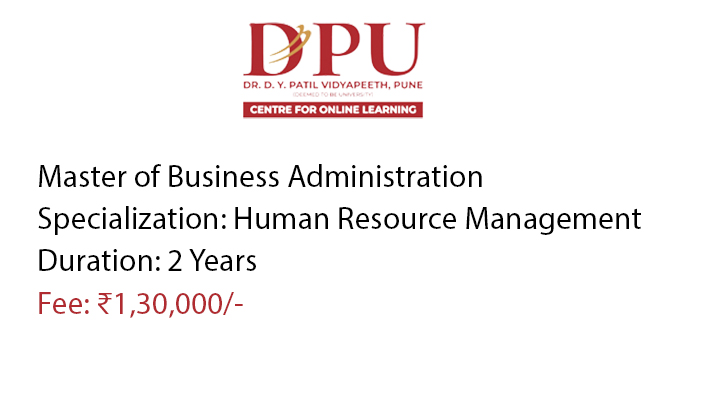 DPU
DR. D. Y. PATIL VIDYAPEETH, PUNE
(DEEMED TO BE UNIVERSITY)
CENTRE FOR ONLINE LEARNING
Master of Business Administration
Specialization: Human Resource Management
Duration: 2 Years
Fee: ₹1,30,000/-